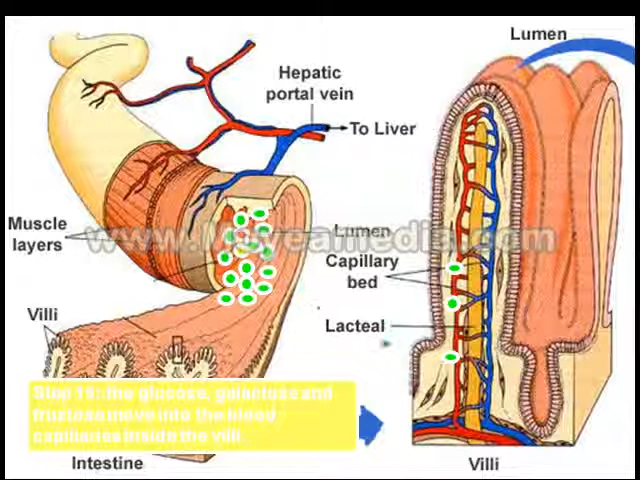 Lumen
Hepatic
portal vein
To Liver
Muscle
layers
Lumen
Capillary
bed
Lacteal
Villi
Step 15: the glucose, galactose and
fructose move into the blood
capillaries inside the villi.
Intestine
Villi